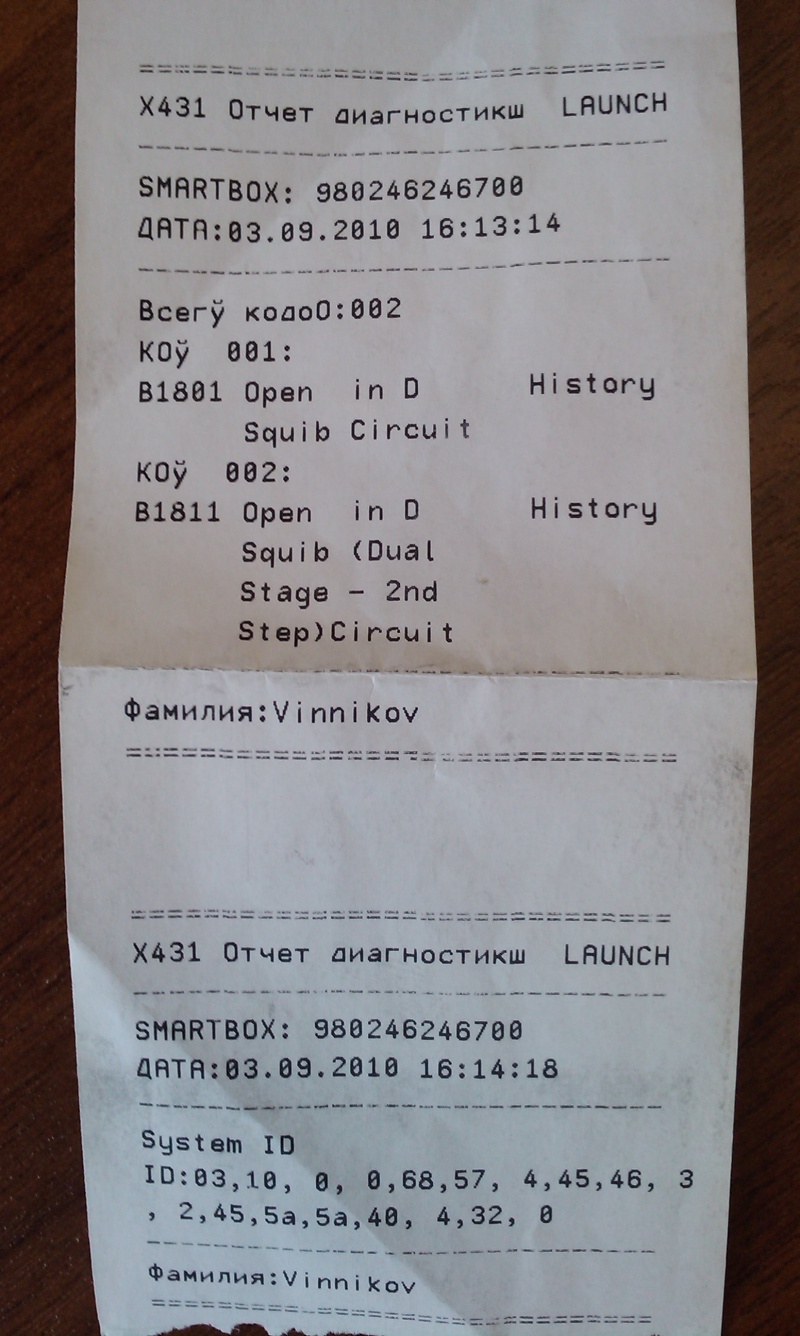 X431 Отчет диагностикш LAUNCH
SMARTBOX: 980246246700
ДАТА:03.09.2010 16:13:14
Всегў кодоО:002
КОў 001:
B1801 Open in D History
Squib Circuit
КОў 002:
B1811 Open in D History
Squib (Dual
Stage - 2nd
Step)Circuit
Фамилия:Vinnikov
X431 Отчет диагностикш LAUNCH
SMARTBOX: 980246246700
ДАТА:03.09.2010 16:14:18
System ID
ID:03,10, 0, 0,68,57, 4,45,46, 3
, 2,45,5a,5a,40, 4,32, 0
Фамилия:Vinnikov